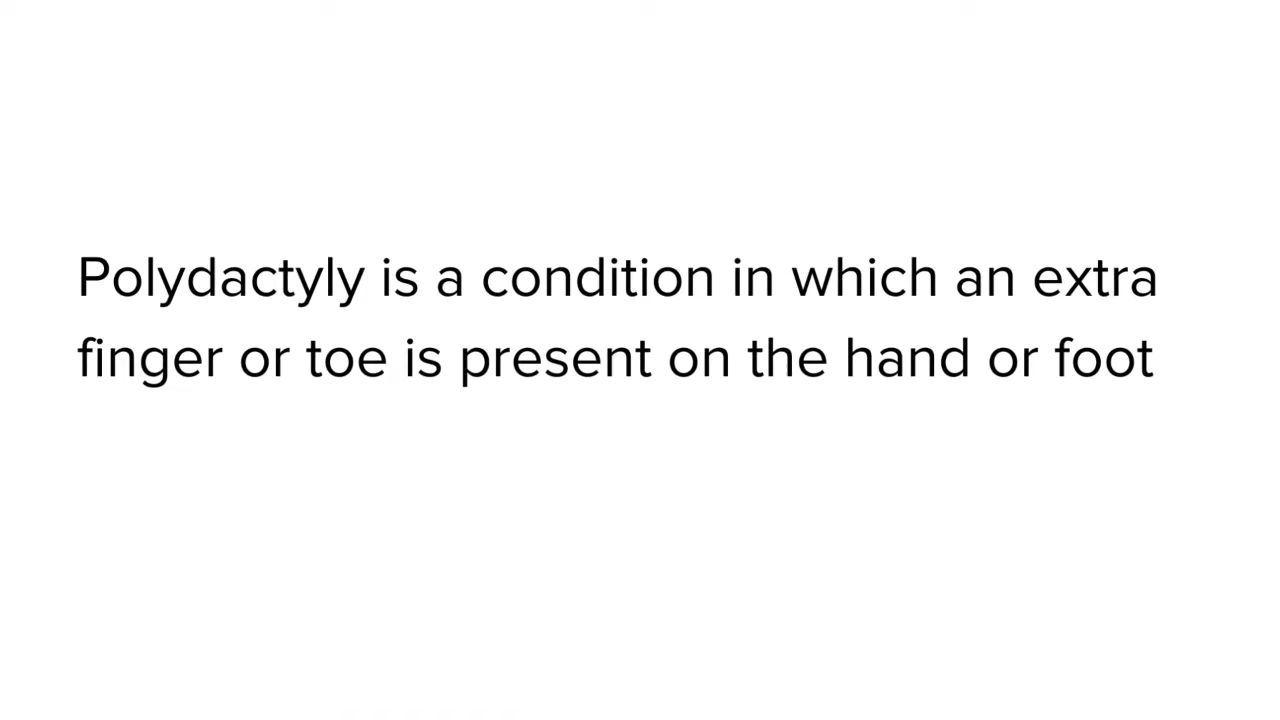 Polydactyly is a condition in which an extra
finger or toe is present on the hand or foot